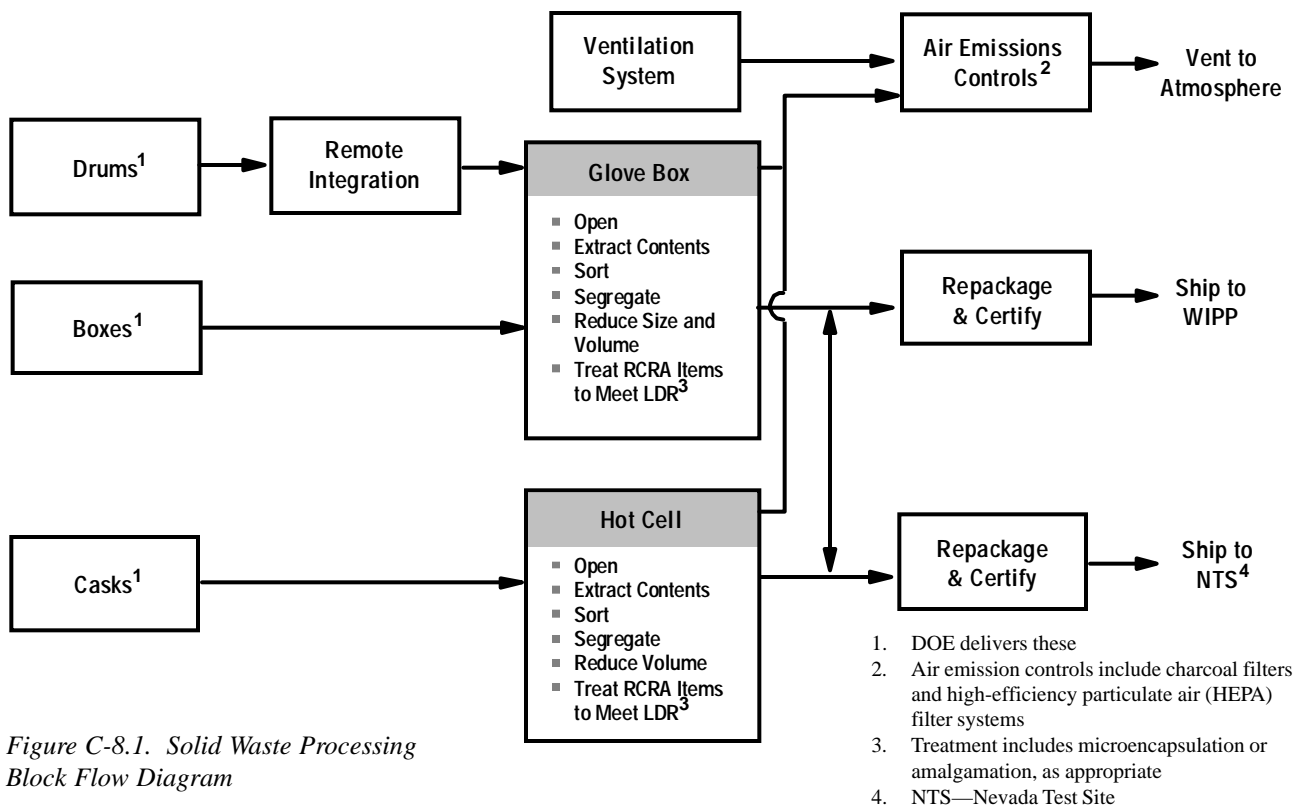 Ventilation
System
Air Emissions
Controls2
Vent to
Atmosphere
Drums1
Remote
Integration
Glove Box
▪ Open
▪ Extract Contents
▪ Sort
▪ Segregate
▪ Reduce Size and
Volume
▪ Treat RCRA Items
to Meet LDR3
Boxes1
Repackage
& Certify
Ship to
WIPP
Casks1
Hot Cell
▪ Open
▪ Extract Contents
▪ Sort
▪ Segregate
▪ Reduce Volume
▪ Treat RCRA Items
to Meet LDR3
Repackage
& Certify
Ship to
NTS4
1. DOE delivers these
2. Air emission controls include charcoal filters
and high-efficiency particulate air (HEPA)
filter systems
3. Treatment includes microencapsulation or
amalgamation, as appropriate
4. NTS—Nevada Test Site
Figure C-8.1. Solid Waste Processing
Block Flow Diagram